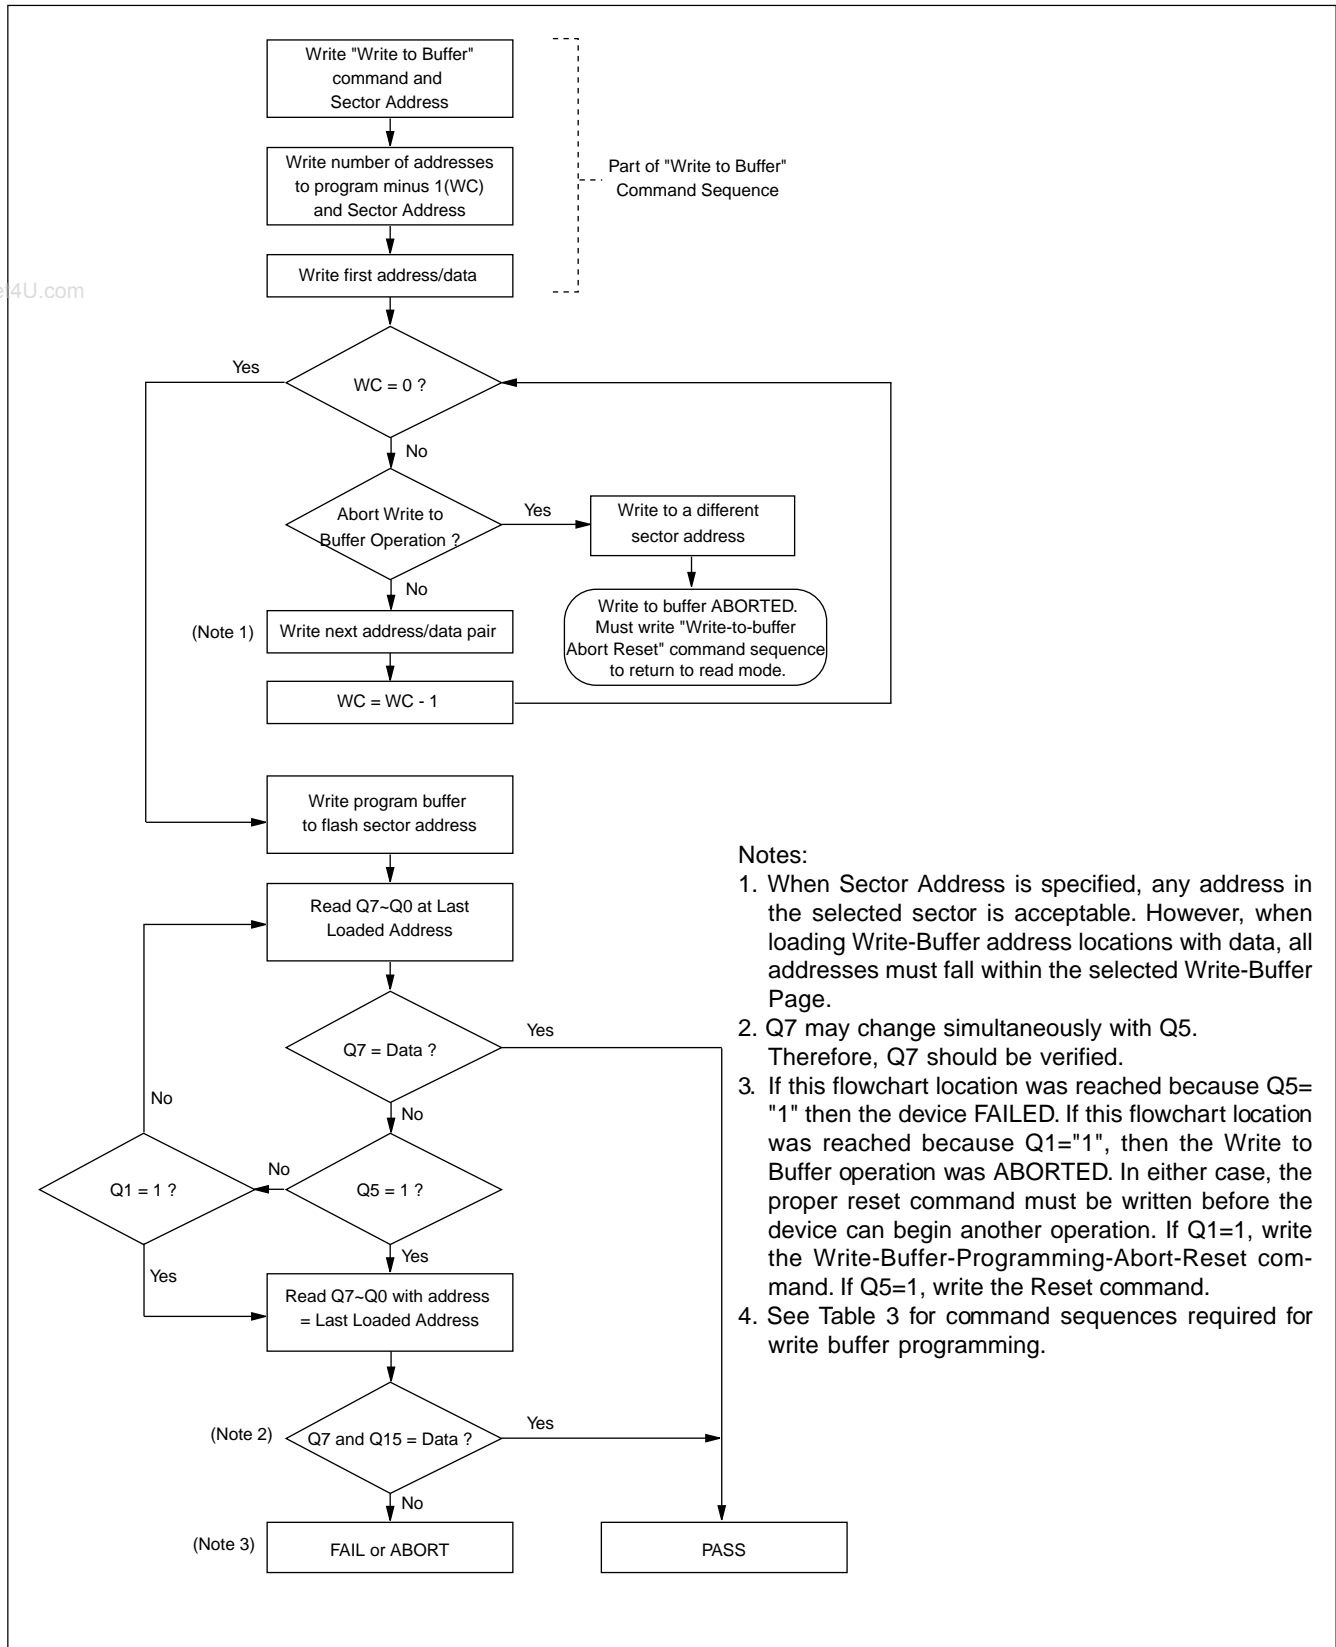 Write "Write to Buffer"
command and
Sector Address
Write number of addresses
to program minus 1(WC)
and Sector Address
Part of "Write to Buffer"
Command Sequence
Write first address/data
4U.com
Yes
WC = 0 ?
No
Abort Write to
Buffer Operation ?
Yes
Write to a different
sector address
No
(Note 1)
Write next address/data pair
Write to buffer ABORTED.
Must write "Write-to-buffer
Abort Reset" command sequence
to return to read mode.
WC = WC - 1
Write program buffer
to flash sector address
Read Q7~Q0 at Last
Loaded Address
Q7 = Data ?
Yes
No
No
Q1 = 1 ?
No
Q5 = 1 ?
Yes
Yes
Read Q7~Q0 with address
= Last Loaded Address
(Note 2)
Q7 and Q15 = Data ?
Yes
No
(Note 3)
FAIL or ABORT
PASS
Notes:
1. When Sector Address is specified, any address in
the selected sector is acceptable. However, when
loading Write-Buffer address locations with data, all
addresses must fall within the selected Write-Buffer
Page.
2. Q7 may change simultaneously with Q5.
Therefore, Q7 should be verified.
3. If this flowchart location was reached because Q5=
"1" then the device FAILED. If this flowchart location
was reached because Q1="1", then the Write to
Buffer operation was ABORTED. In either case, the
proper reset command must be written before the
device can begin another operation. If Q1=1, write
the Write-Buffer-Programming-Abort-Reset com-
mand. If Q5=1, write the Reset command.
4. See Table 3 for command sequences required for
write buffer programming.